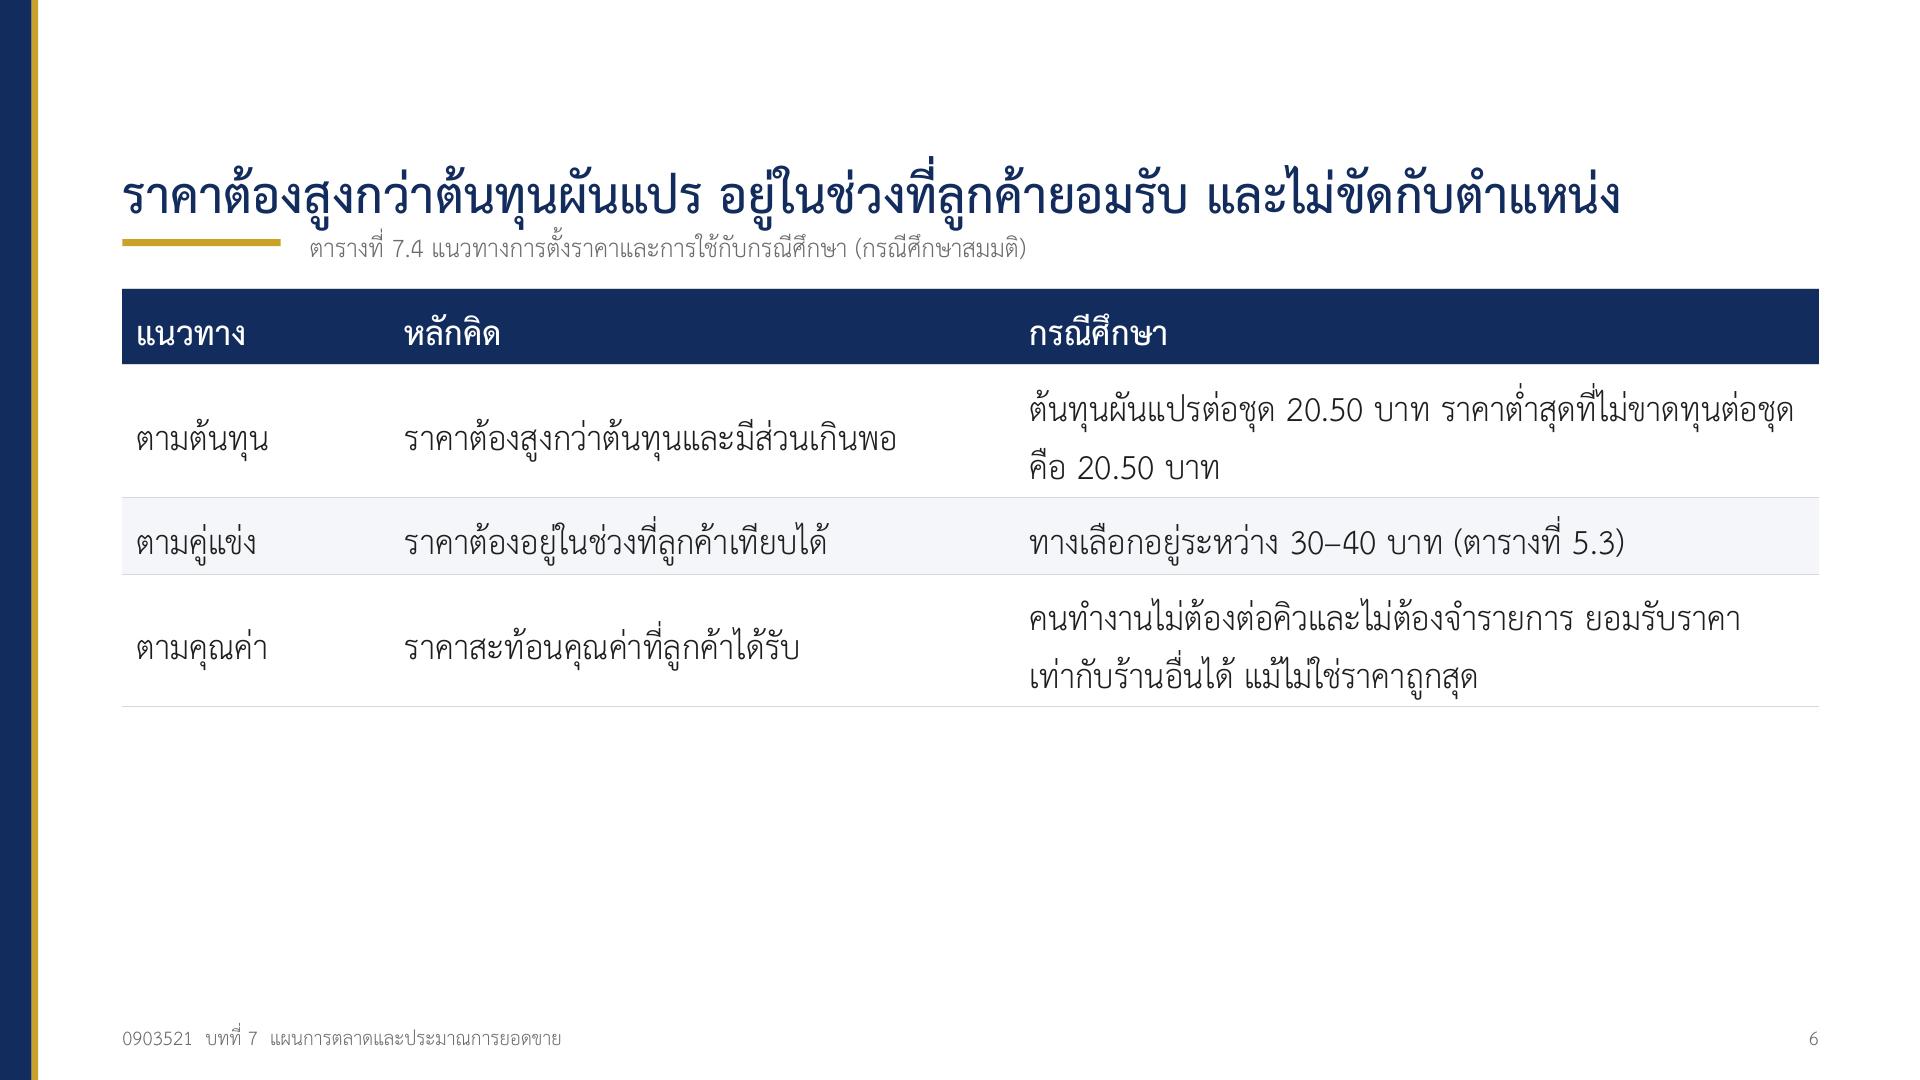 ราคาต้องสูงกว่าต้นทุนผันแปร อยู่ในช่วงที่ลูกค้ายอมรับ และไม่ขัดกับตำแหน่ง
ตารางที่ 7.4 แนวทางการตั้งราคาและการใช้กับกรณีศึกษา (กรณีศึกษาสมมติ)
แนวทาง หลักคิด กรณีศึกษา
ตามต้นทุน ราคาต้องสูงกว่าต้นทุนและมีส่วนเกินพอ ต้นทุนผันแปรต่อชุด 20.50 บาท ราคาต่ำสุดที่ไม่ขาดทุนต่อชุด
คือ 20.50 บาท
ตามคู่แข่ง ราคาต้องอยู่ในช่วงที่ลูกค้าเทียบได้ ทางเลือกอยู่ระหว่าง 30–40 บาท (ตารางที่ 5.3)
ตามคุณค่า ราคาสะท้อนคุณค่าที่ลูกค้าได้รับ คนทำงานไม่ต้องต่อคิวและไม่ต้องจำรายการ ยอมรับราคา
เท่ากับร้านอื่นได้ แม้ไม่ใช่ราคาถูกสุด
0903521 บทที่ 7 แผนการตลาดและประมาณการยอดขาย 6